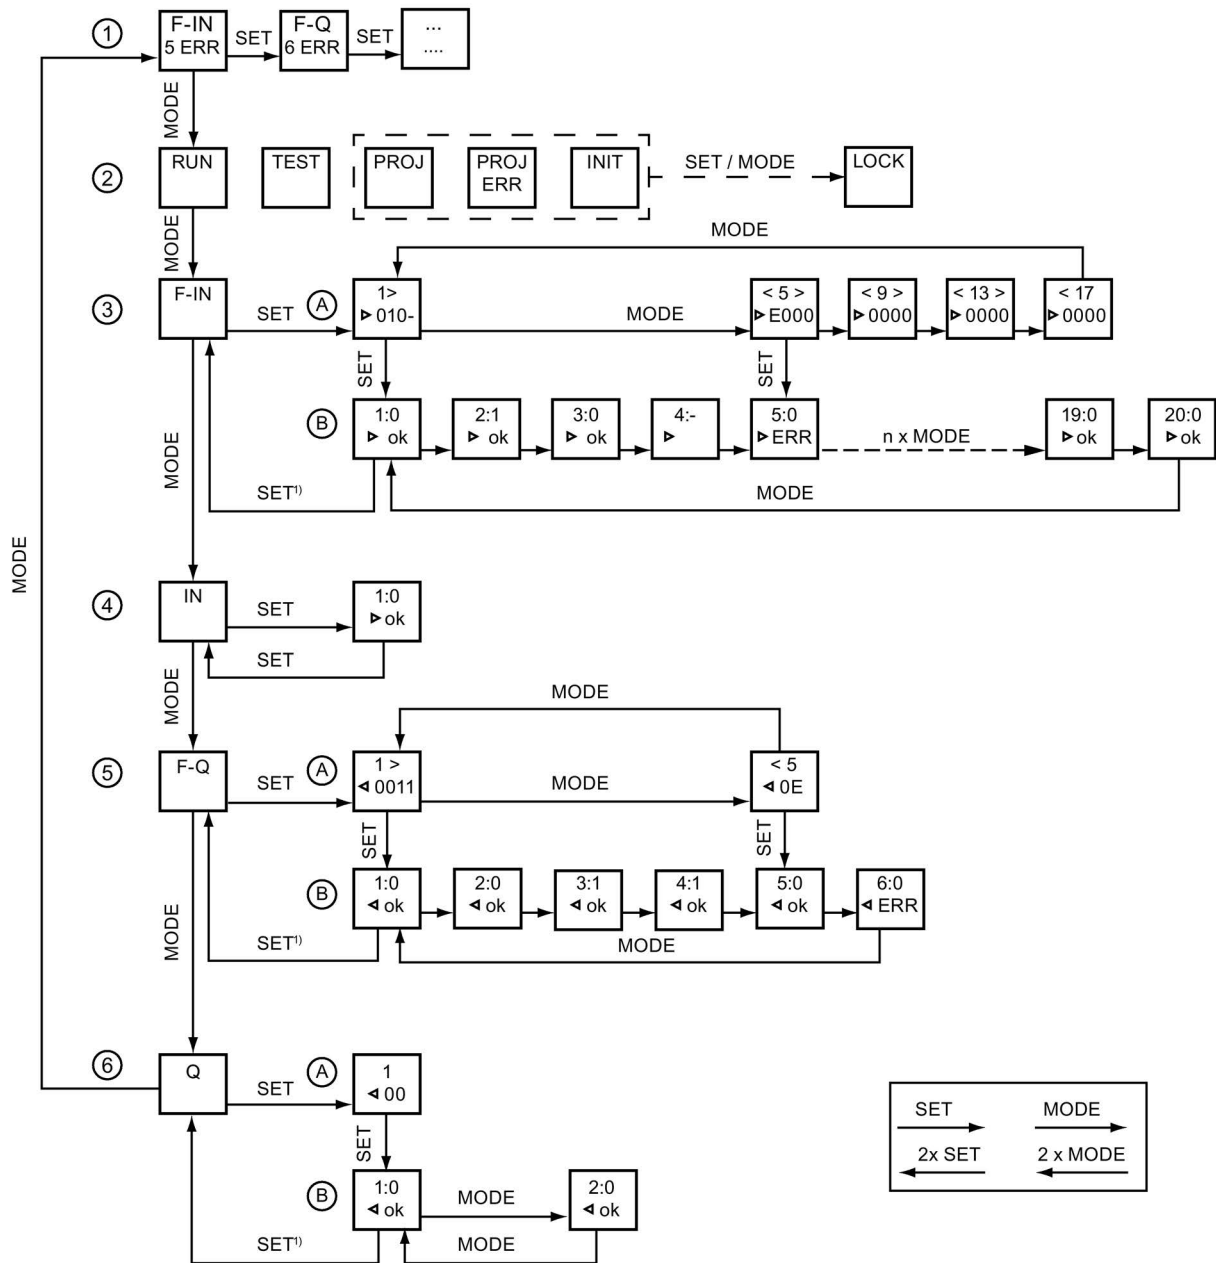 1
F-IN
5 ERR
SET
F-Q
6 ERR
SET
...
....
MODE
2
RUN
TEST
PROJ
PROJ
ERR
INIT
SET / MODE
LOCK
MODE
MODE
3
F-IN
SET
A
1>
▷ 010-
MODE
< 5 >
▷ E000
< 9 >
▷ 0000
< 13 >
▷ 0000
< 17
▷ 0000
SET
SET
B
1:0
▷ ok
2:1
▷ ok
3:0
▷ ok
4:-
▷
5:0
▷ ERR
n x MODE
19:0
▷ ok
20:0
▷ ok
MODE
SET¹⁾
MODE
MODE
4
IN
SET
1:0
▷ ok
SET
MODE
MODE
5
F-Q
SET
A
1 >
◁ 0011
MODE
< 5
◁ 0E
SET
SET
B
1:0
◁ ok
2:0
◁ ok
3:1
◁ ok
4:1
◁ ok
5:0
◁ ok
6:0
◁ ERR
MODE
SET¹⁾
MODE
6
Q
SET
A
1
◁ 00
SET
B
1:0
◁ ok
MODE
2:0
◁ ok
SET¹⁾
MODE
SET
MODE
2x SET
2 x MODE